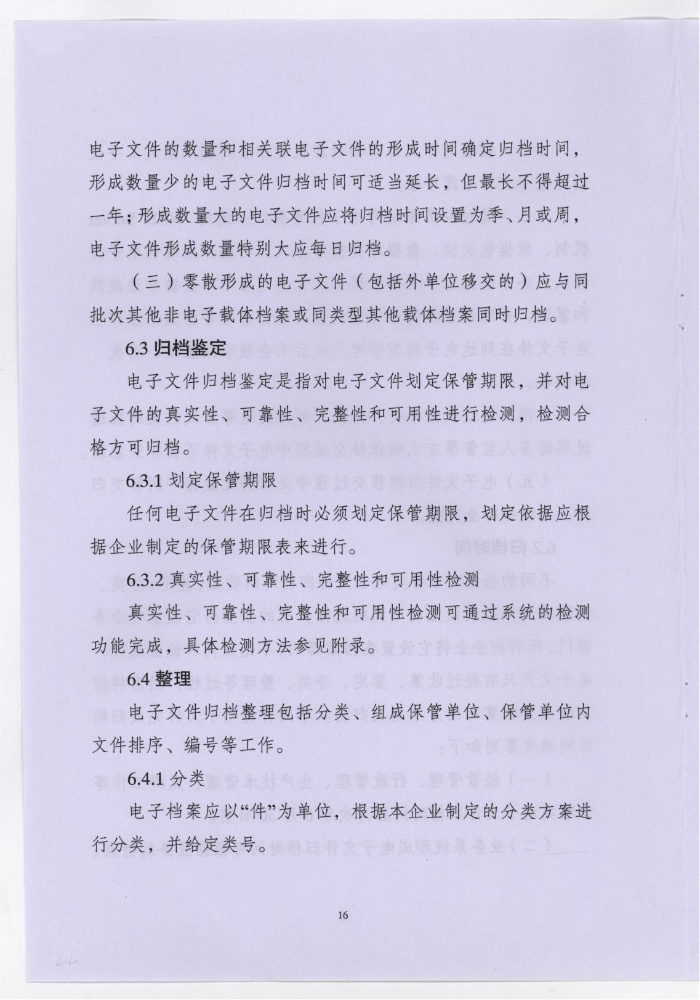 电子文件的数量和相关联电子文件的形成时间确定归档时间，
形成数量少的电子文件归档时间可适当延长，但最长不得超过
一年；形成数量大的电子文件应将归档时间设置为季、月或周，
电子文件形成数量特别大应每日归档。
（三）零散形成的电子文件（包括外单位移交的）应与同
批次其他非电子载体档案或同类型其他载体档案同时归档。
6.3 归档鉴定
电子文件归档鉴定是指对电子文件划定保管期限，并对电
子文件的真实性、可靠性、完整性和可用性进行检测，检测合
格方可归档。
6.3.1 划定保管期限
任何电子文件在归档时必须划定保管期限，划定依据应根
据企业制定的保管期限表来进行。
6.3.2 真实性、可靠性、完整性和可用性检测
真实性、可靠性、完整性和可用性检测可通过系统的检测
功能完成，具体检测方法参见附录。
6.4 整理
电子文件归档整理包括分类、组成保管单位、保管单位内
文件排序、编号等工作。
6.4.1 分类
电子档案应以“件”为单位，根据本企业制定的分类方案进
行分类，并给定类号。
16